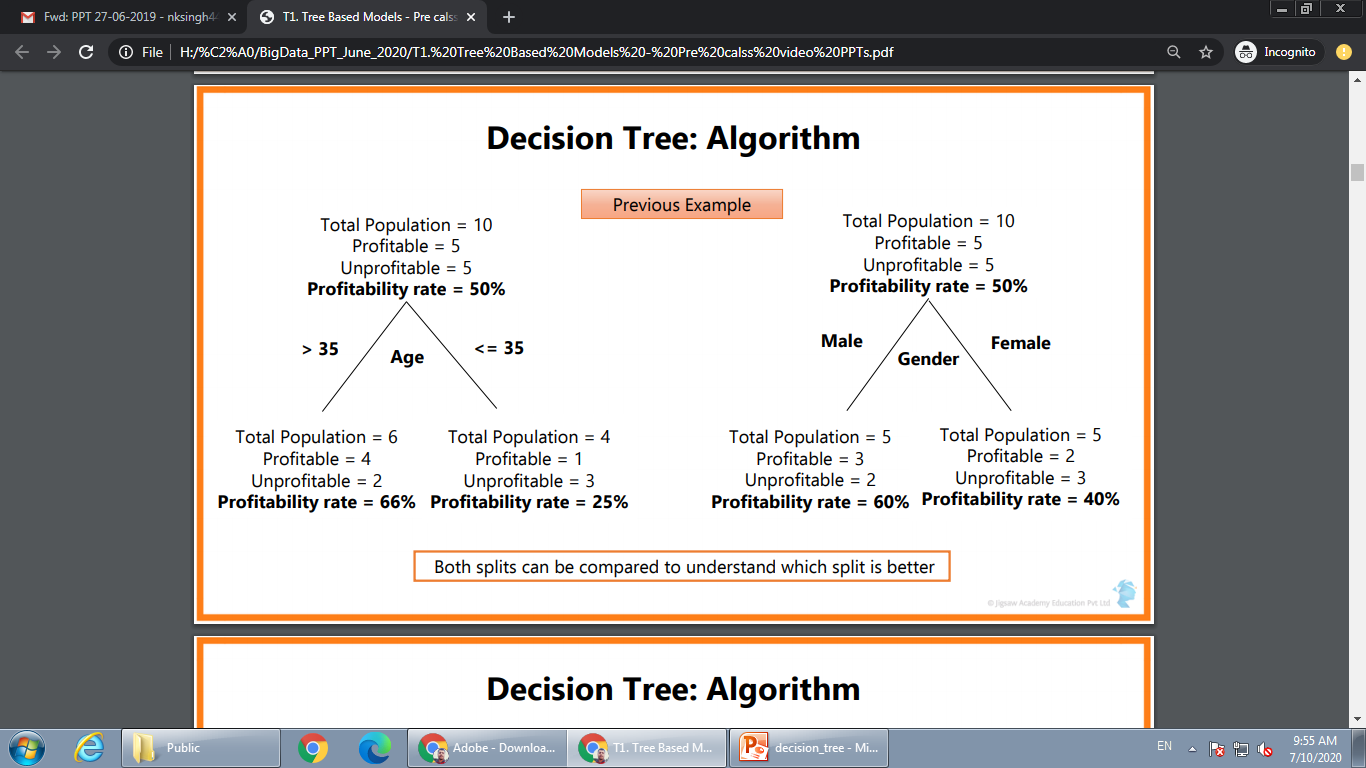 Fwd: PPT 27-06-2019 - nksingh44
T1. Tree Based Models - Pre calss
File
H:/%C2%A0/BigData_PPT_June_2020/T1.%20Tree%20Based%20Models%20-%20Pre%20calss%20video%20PPTs.pdf
Incognito
Decision Tree: Algorithm
Previous Example
Total Population = 10
Profitable = 5
Unprofitable = 5
Profitability rate = 50%
> 35
Age
<= 35
Total Population = 6
Profitable = 4
Unprofitable = 2
Profitability rate = 66%
Total Population = 4
Profitable = 1
Unprofitable = 3
Profitability rate = 25%
Total Population = 10
Profitable = 5
Unprofitable = 5
Profitability rate = 50%
Male
Gender
Female
Total Population = 5
Profitable = 3
Unprofitable = 2
Profitability rate = 60%
Total Population = 5
Profitable = 2
Unprofitable = 3
Profitability rate = 40%
Both splits can be compared to understand which split is better
© Jigsaw Academy Education Pvt Ltd
Decision Tree: Algorithm
Public
Adobe - Downloa...
T1. Tree Based M...
decision_tree - Mi...
EN
9:55 AM
7/10/2020